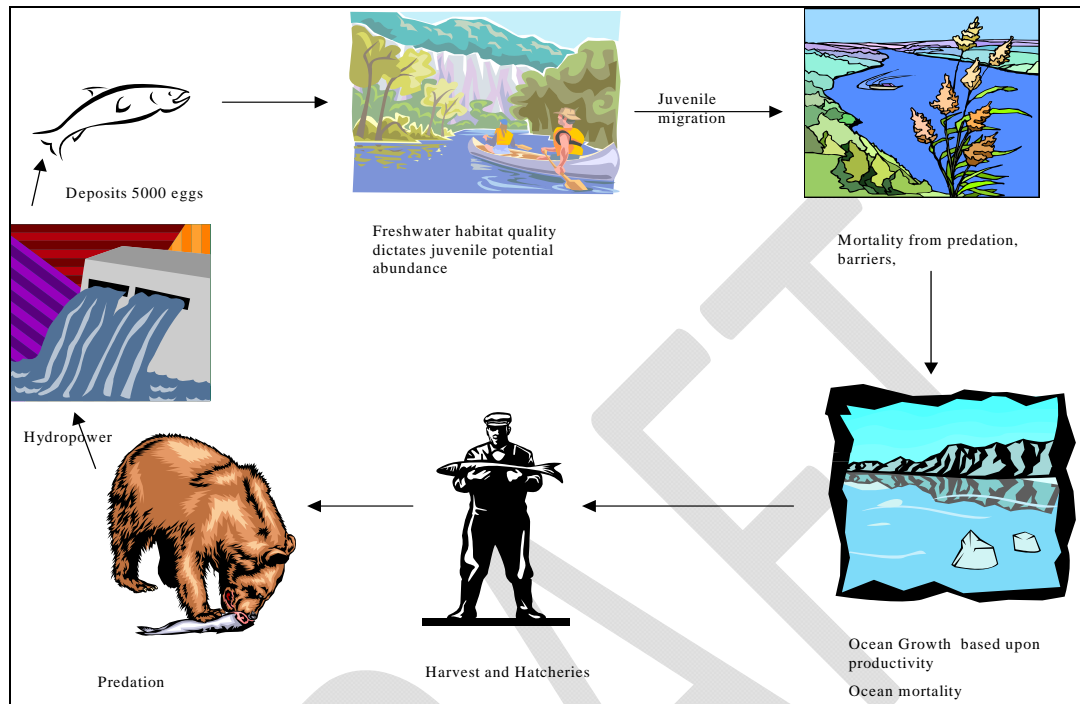 Deposits 5000 eggs
Freshwater habitat quality
dictates juvenile potential
abundance
Juvenile
migration
Mortality from predation,
barriers,
Ocean Growth based upon
productivity
Ocean mortality
Harvest and Hatcheries
Predation
Hydropower
DRAFT